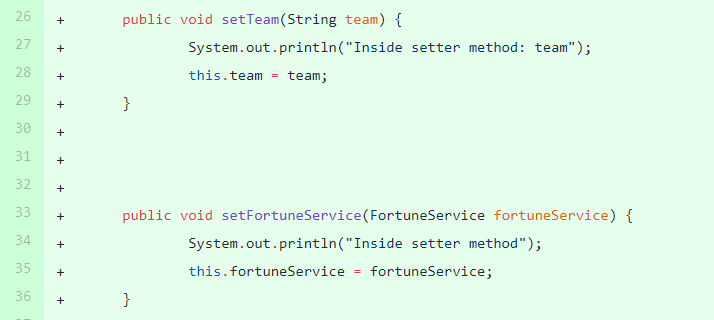 26 + public void setTeam(String team) {
27 + System.out.println("Inside setter method: team");
28 + this.team = team;
29 + }
30 +
31 +
32 +
33 + public void setFortuneService(FortuneService fortuneService) {
34 + System.out.println("Inside setter method");
35 + this.fortuneService = fortuneService;
36 + }